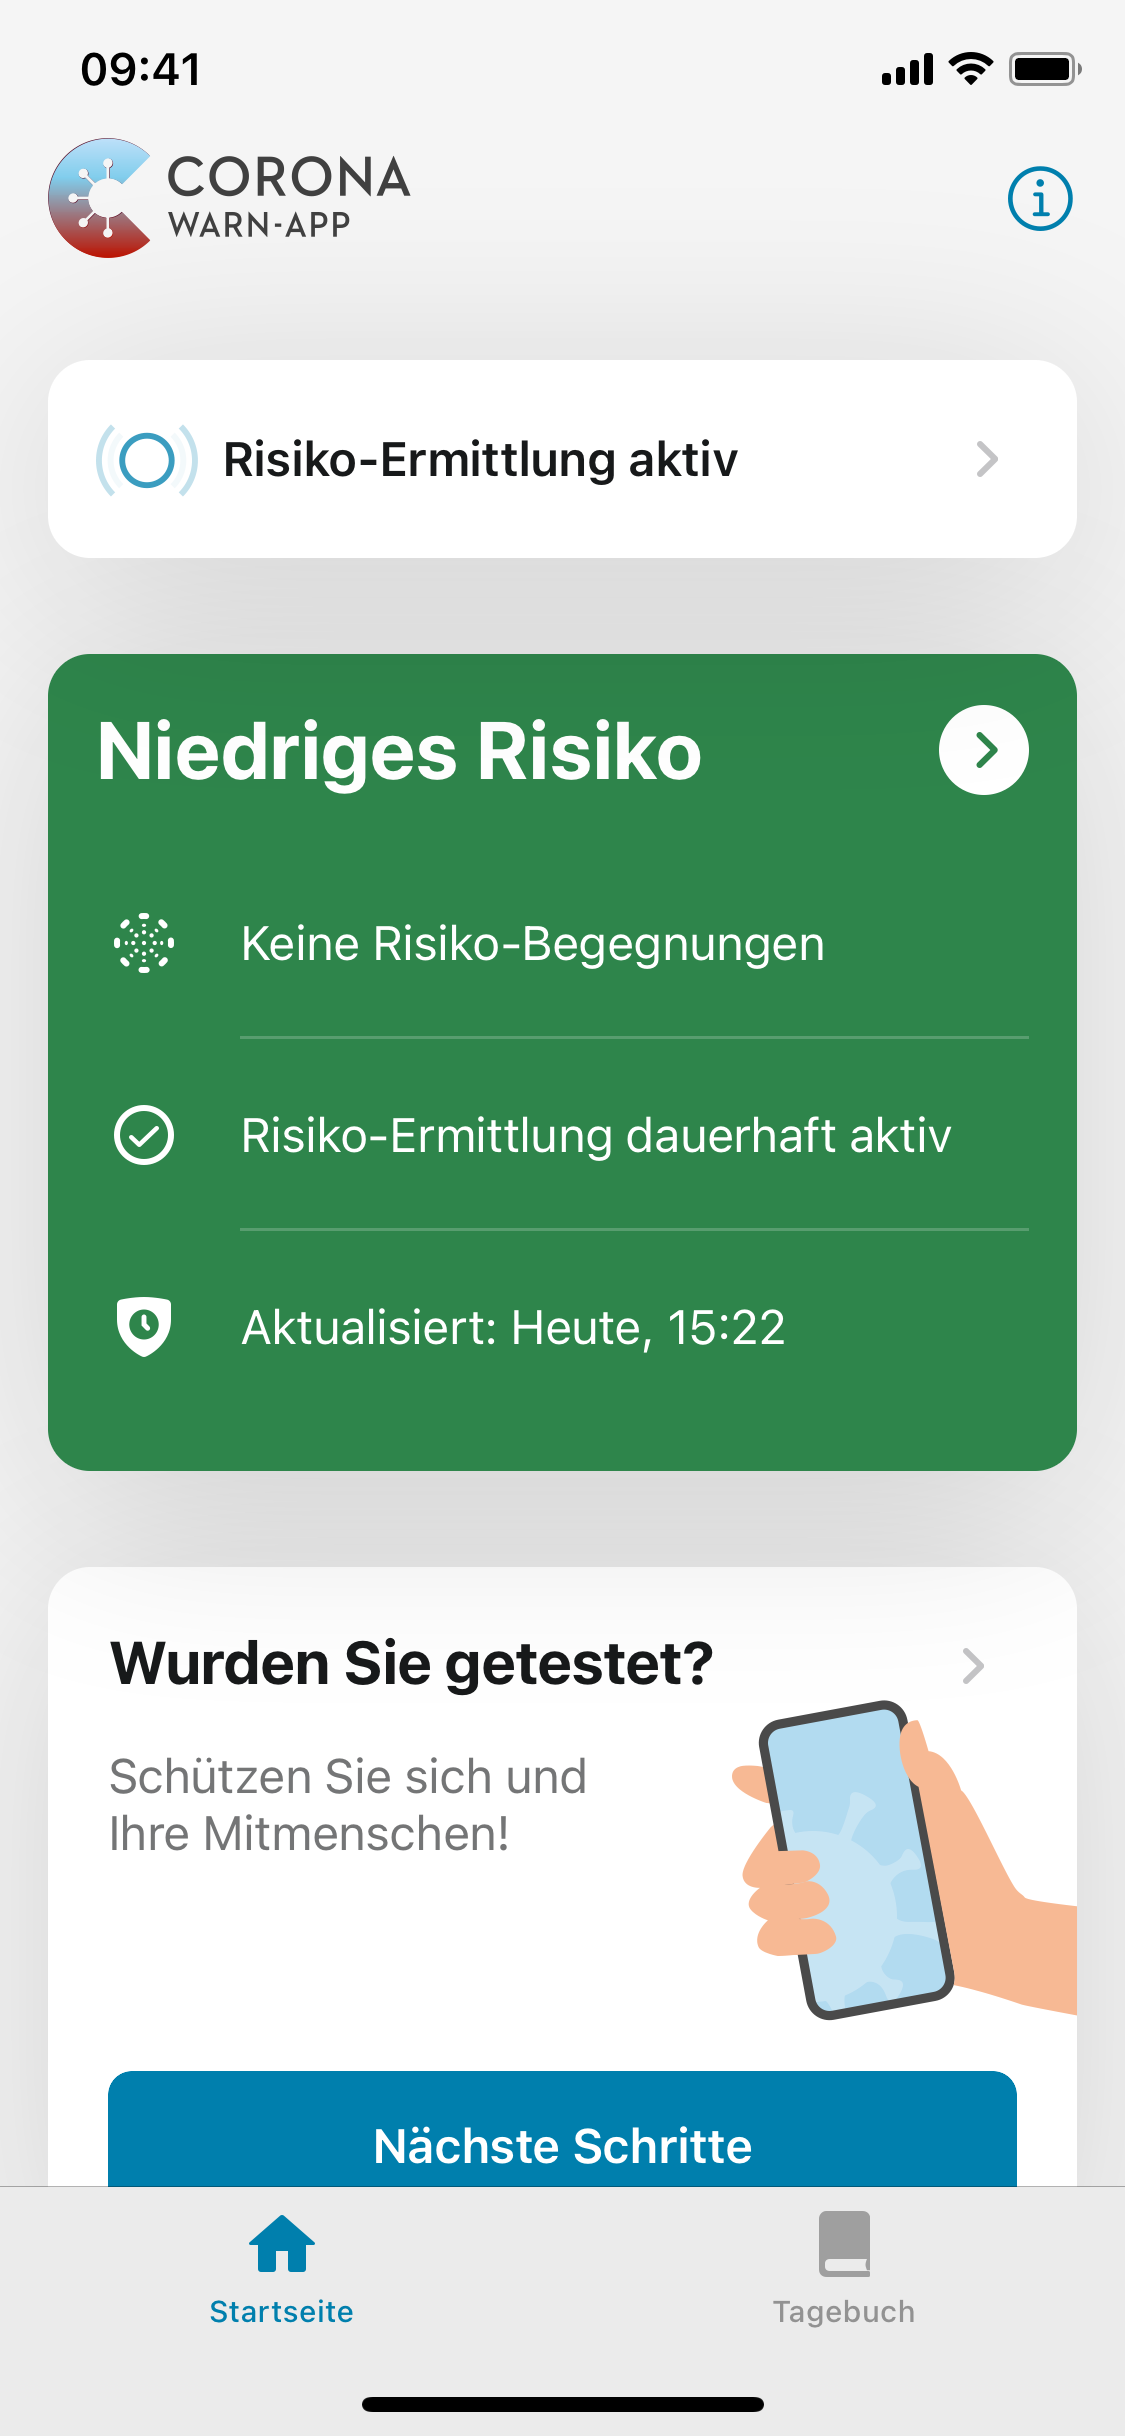 09:41
CORONA
WARN-APP
Risiko-Ermittlung aktiv
Niedriges Risiko
Keine Risiko-Begegnungen
Risiko-Ermittlung dauerhaft aktiv
Aktualisiert: Heute, 15:22
Wurden Sie getestet?
Schützen Sie sich und
Ihre Mitmenschen!
Nächste Schritte
Startseite
Tagebuch